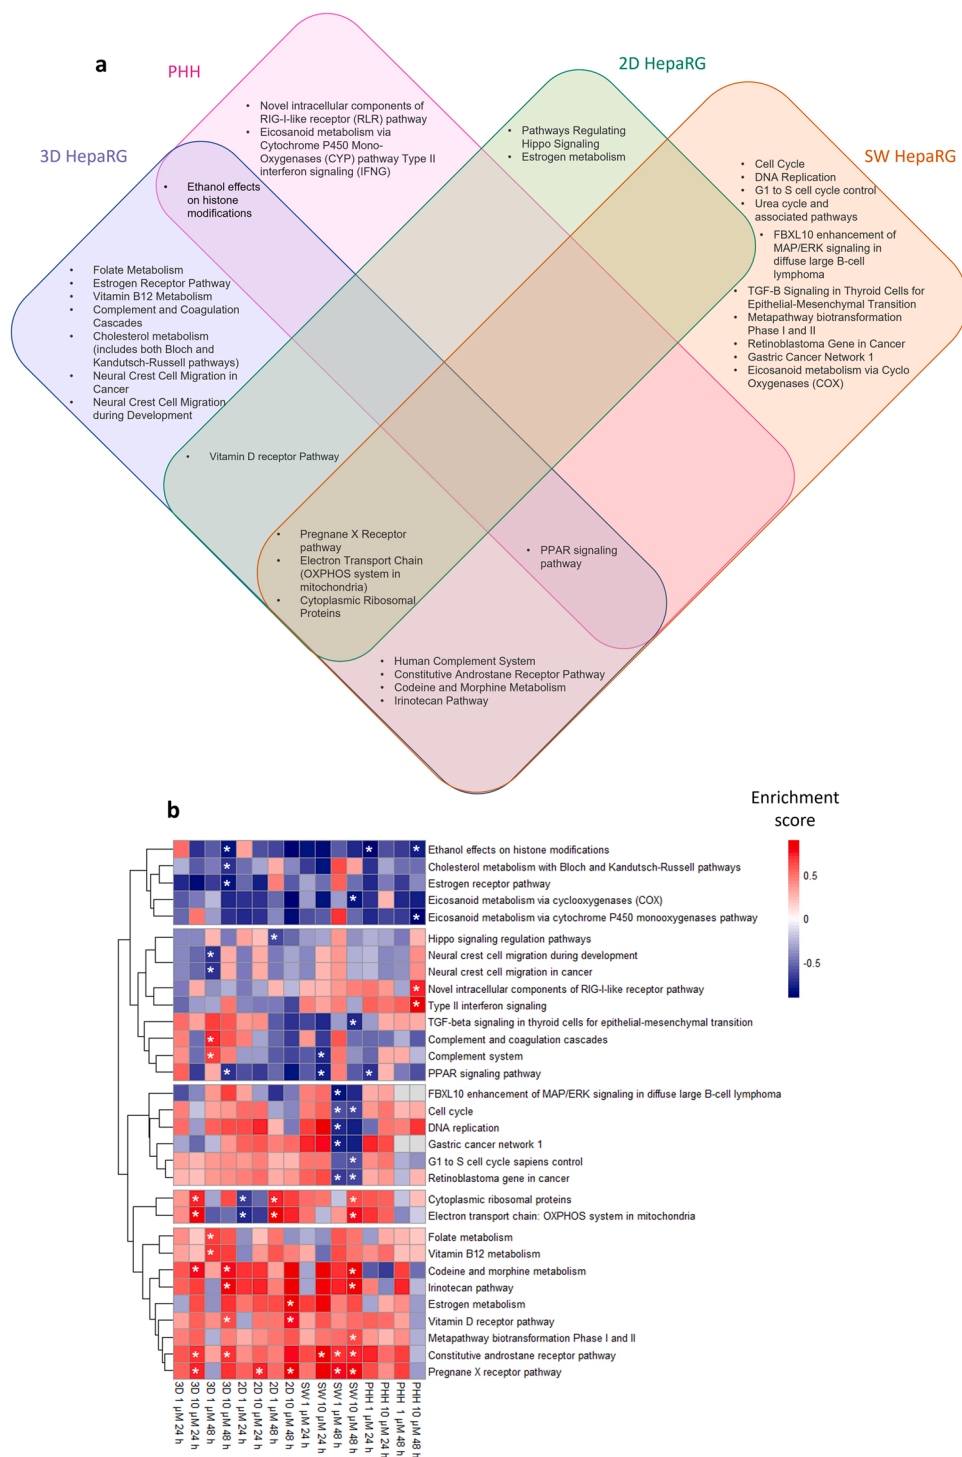 a
PHH
2D HepaRG
3D HepaRG
SW HepaRG
• Novel intracellular components of
RIG-I-like receptor (RLR) pathway
• Eicosanoid metabolism via
Cytochrome P450 Mono-
Oxygenases (CYP) pathway Type II
interferon signaling (IFNG)
• Pathways Regulating
Hippo Signaling
• Estrogen metabolism
• Cell Cycle
• DNA Replication
• G1 to S cell cycle control
• Urea cycle and
associated pathways
• FBXL10 enhancement of
MAP/ERK signaling in
diffuse large B-cell
lymphoma
• TGF-B Signaling in Thyroid Cells for
Epithelial-Mesenchymal Transition
• Metapathway biotransformation
Phase I and II
• Retinoblastoma Gene in Cancer
• Gastric Cancer Network 1
• Eicosanoid metabolism via Cyclo
Oxygenases (COX)
• Ethanol effects
on histone
modifications
• Folate Metabolism
• Estrogen Receptor Pathway
• Vitamin B12 Metabolism
• Complement and Coagulation
Cascades
• Cholesterol metabolism
(includes both Bloch and
Kandutsch-Russell pathways)
• Neural Crest Cell Migration in
Cancer
• Neural Crest Cell Migration
during Development
• Vitamin D receptor Pathway
• Pregnane X Receptor
pathway
• Electron Transport Chain
(OXPHOS system in
mitochondria)
• Cytoplasmic Ribosomal
Proteins
• PPAR signaling
pathway
• Human Complement System
• Constitutive Androstane Receptor Pathway
• Codeine and Morphine Metabolism
• Irinotecan Pathway
b
Enrichment
score
0.5
0
-0.5
Ethanol effects on histone modifications
Cholesterol metabolism with Bloch and Kandutsch-Russell pathways
Estrogen receptor pathway
Eicosanoid metabolism via cyclooxygenases (COX)
Eicosanoid metabolism via cytochrome P450 monooxygenases pathway
Hippo signaling regulation pathways
Neural crest cell migration during development
Neural crest cell migration in cancer
Novel intracellular components of RIG-I-like receptor pathway
Type II interferon signaling
TGF-beta signaling in thyroid cells for epithelial-mesenchymal transition
Complement and coagulation cascades
Complement system
PPAR signaling pathway
FBXL10 enhancement of MAP/ERK signaling in diffuse large B-cell lymphoma
Cell cycle
DNA replication
Gastric cancer network 1
G1 to S cell cycle sapiens control
Retinoblastoma gene in cancer
Cytoplasmic ribosomal proteins
Electron transport chain: OXPHOS system in mitochondria
Folate metabolism
Vitamin B12 metabolism
Codeine and morphine metabolism
Irinotecan pathway
Estrogen metabolism
Vitamin D receptor pathway
Metapathway biotransformation Phase I and II
Constitutive androstane receptor pathway
Pregnane X receptor pathway
3D 1 μM 24 h
3D 10 μM 24 h
3D 1 μM 48 h
3D 10 μM 48 h
2D 1 μM 24 h
2D 10 μM 24 h
2D 1 μM 48 h
2D 10 μM 48 h
SW 1 μM 24 h
SW 10 μM 24 h
SW 1 μM 48 h
SW 10 μM 48 h
PHH 1 μM 24 h
PHH 10 μM 24 h
PHH 1 μM 48 h
PHH 10 μM 48 h